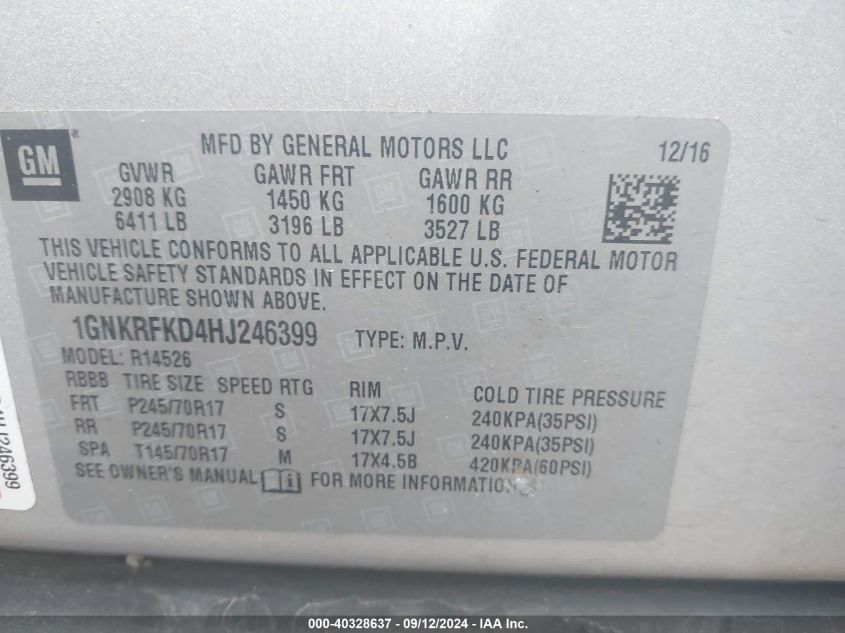 GM®
MFD BY GENERAL MOTORS LLC 12/16
GVWR GAWR FRT GAWR RR
2908 KG 1450 KG 1600 KG
6411 LB 3196 LB 3527 LB
THIS VEHICLE CONFORMS TO ALL APPLICABLE U.S. FEDERAL MOTOR
VEHICLE SAFETY STANDARDS IN EFFECT ON THE DATE OF
MANUFACTURE SHOWN ABOVE.
1GNKRFKD4HJ246399 TYPE: M.P.V.
MODEL: R14526
RBBB TIRE SIZE SPEED RTG RIM COLD TIRE PRESSURE
FRT P245/70R17 S 17X7.5J 240KPA(35PSI)
RR P245/70R17 S 17X7.5J 240KPA(35PSI)
SPA T145/70R17 M 17X4.5B 420KPA(60PSI)
SEE OWNER'S MANUAL i FOR MORE INFORMATION.
000-40328637 - 09/12/2024 - IAA Inc.